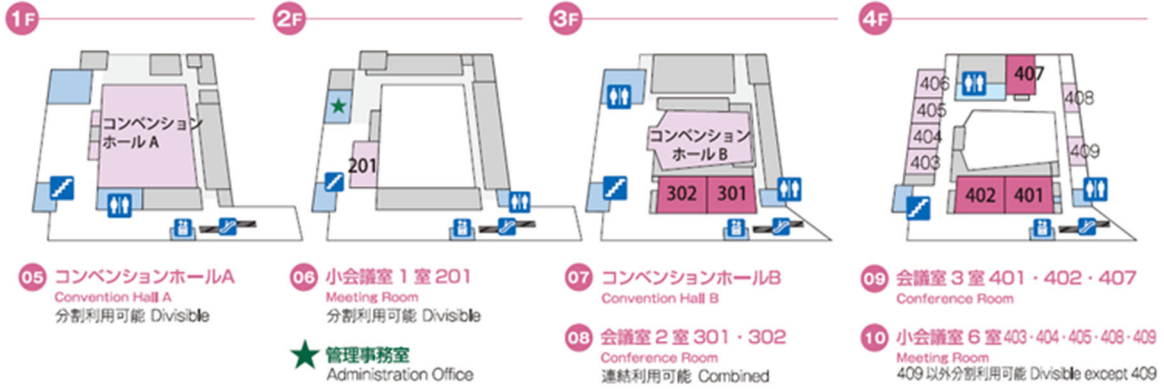 1F
2F
3F
4F
コンベンション
ホール A
201
コンベンション
ホール B
302
301
406
405
404
403
407
408
409
402
401
05 コンベンションホールA
Convention Hall A
分割利用可能 Divisible
06 小会議室 1 室 201
Meeting Room
分割利用可能 Divisible
★ 管理事務室
Administration Office
07 コンベンションホールB
Convention Hall B
08 会議室 2 室 301・302
Conference Room
連結利用可能 Combined
09 会議室 3 室 401・402・407
Conference Room
10 小会議室 6 室 403・404・405・408・409
Meeting Room
409 以外分割利用可能 Divisible except 409